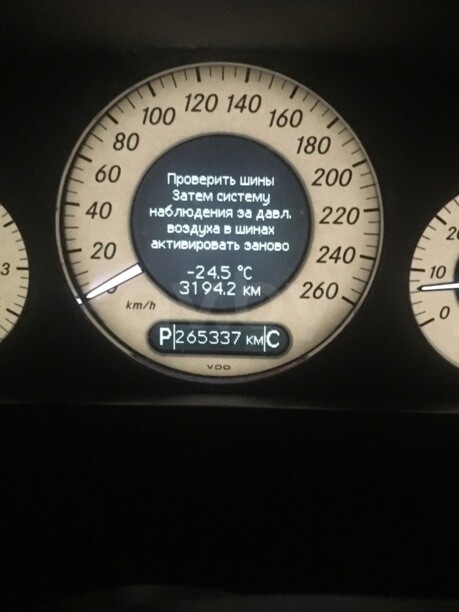 120 140
100 160
80 180
60 200
40 220
20 240
260
Проверить шины
Затем систему
наблюдения за давл.
воздуха в шинах
активировать заново
-24.5 °C
3194.2 км
km/h
P 265337 км C
VDO
3
20
10
0